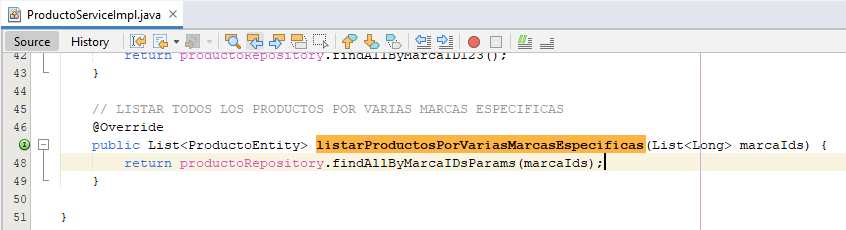 ProductoServiceImpl.java
Source History
42 return productoRepository.findAllByMarcaID123();
43 }
44
45 // LISTAR TODOS LOS PRODUCTOS POR VARIAS MARCAS ESPECIFICAS
46 @Override
public List<ProductoEntity> listarProductosPorVariasMarcasEspecificas(List<Long> marcaIds) {
48 return productoRepository.findAllByMarcaIDsParams(marcaIds);
49 }
50
51 }